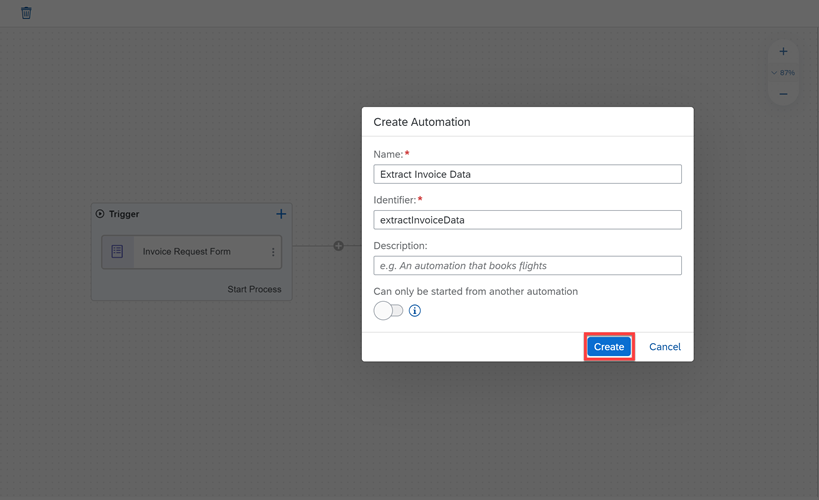 97%
Create Automation
Name:*
Extract Invoice Data
Identifier:*
extractInvoiceData
Trigger
Invoice Request Form
Description:
e.g. An automation that books flights
Start Process
Can only be started from another automation
Create
Cancel